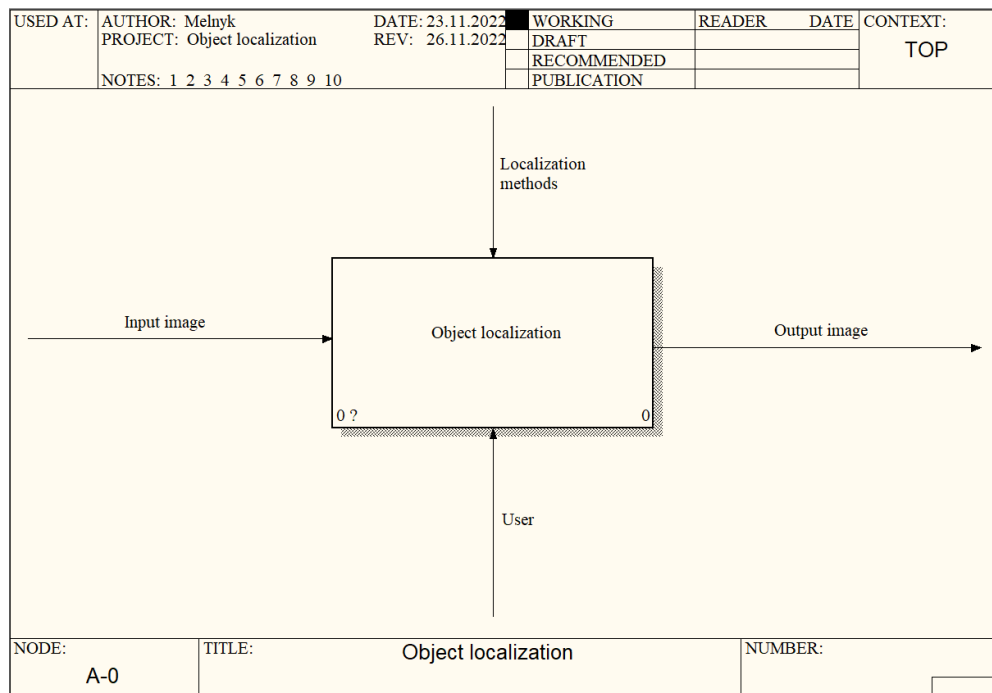 USED AT: AUTHOR: Melnyk DATE: 23.11.2022 WORKING READER DATE CONTEXT:
PROJECT: Object localization REV: 26.11.2022 DRAFT
TOP
RECOMMENDED
NOTES: 1 2 3 4 5 6 7 8 9 10 PUBLICATION
Localization
methods
Input image
Object localization
Output image
0 ? 0
User
NODE: TITLE: Object localization NUMBER:
A-0